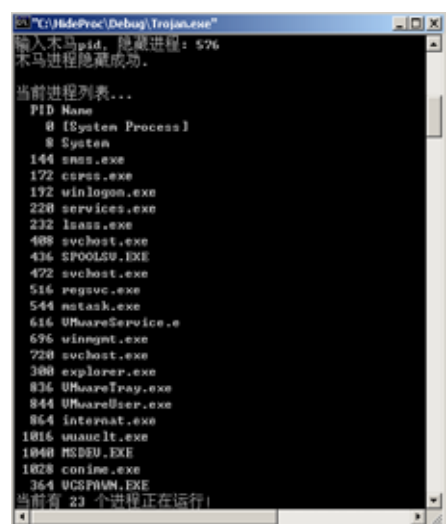 "C:\HideProc\Debug\Trojan.exe"
输入木马pid, 隐藏进程: 576
木马进程隐藏成功.
当前进程列表...
PID Name
0 [System Process]
8 System
144 smss.exe
172 csrss.exe
192 winlogon.exe
220 services.exe
232 lsass.exe
408 svchost.exe
436 SPOOLSV.EXE
472 svchost.exe
516 regsvc.exe
544 mstask.exe
616 VMwareService.e
696 winmgmt.exe
720 svchost.exe
300 explorer.exe
836 VMwareTray.exe
844 VMwareUser.exe
864 internat.exe
1016 wuauclt.exe
1040 MSDEV.EXE
1028 conime.exe
364 VCSPAWN.EXE
当前有 23 个进程正在运行!